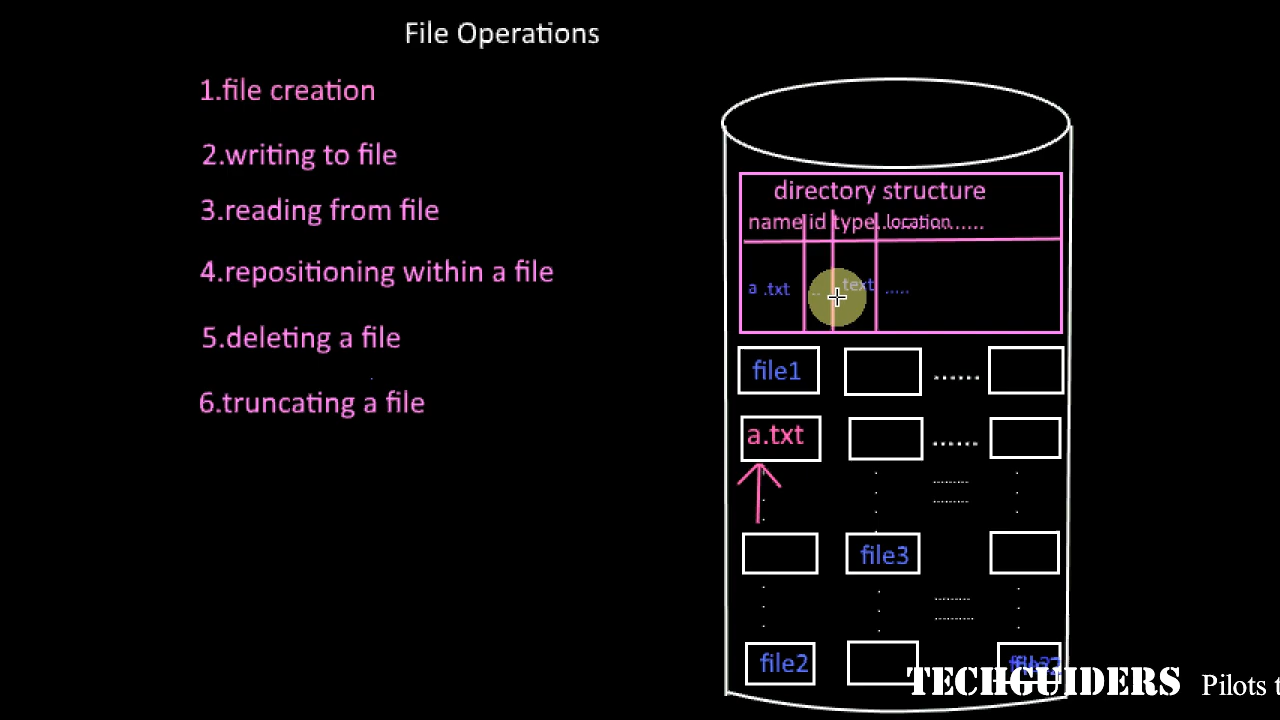 File Operations
1.file creation
2.writing to file
3.reading from file
4.repositioning within a file
5.deleting a file
6.truncating a file
directory structure
name id type..location......
a .txt .. text .....
file1 ......
a.txt ......
file3
file2
TECHGUIDERS Pilots t